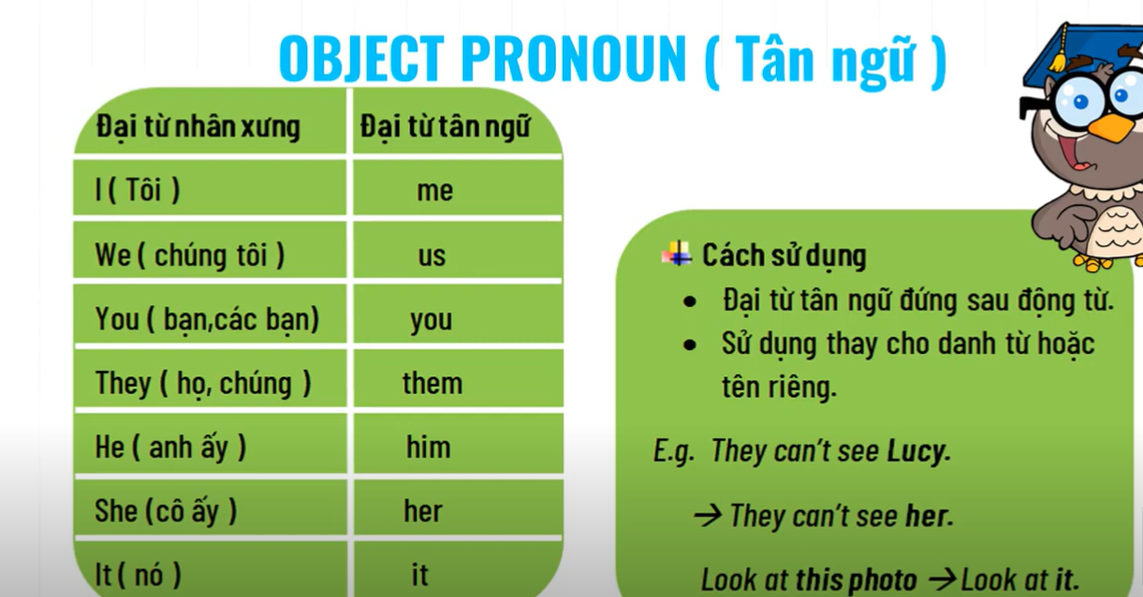 OBJECT PRONOUN ( Tân ngữ )
Đại từ nhân xưng Đại từ tân ngữ
I ( Tôi ) me
We ( chúng tôi ) us
You ( bạn,các bạn) you
They ( họ, chúng ) them
He ( anh ấy ) him
She (cô ấy ) her
It ( nó ) it
Cách sử dụng
• Đại từ tân ngữ đứng sau động từ.
• Sử dụng thay cho danh từ hoặc
tên riêng.
E.g. They can't see Lucy.
→ They can't see her.
Look at this photo → Look at it.